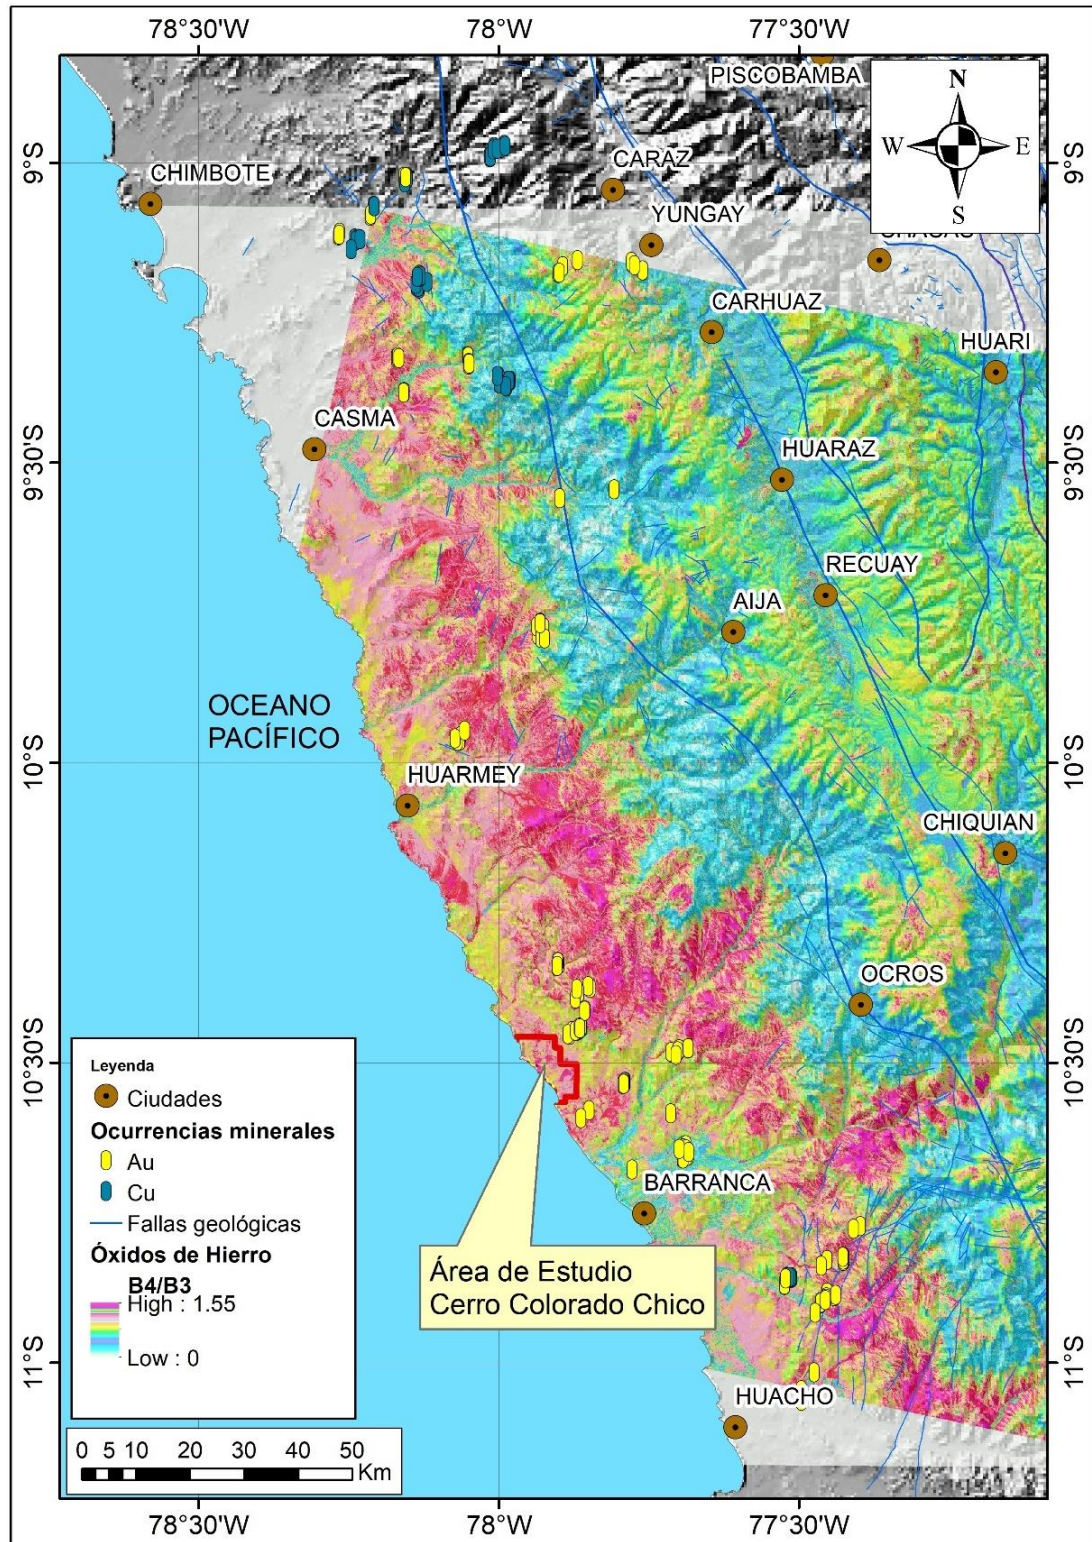 78°30'W 78°0'W 77°30'W
PISCOBAMBA
N
W E
S
9°S
9°S
CARAZ
CHIMBOTE
YUNGAY
CARHUAZ
HUARI
CASMA
HUARAZ
9°30'S
9°30'S
RECUAY
AIJA
OCEANO
PACÍFICO
10°S
10°S
HUARMEY
CHIQUIAN
OCROS
10°30'S
10°30'S
BARRANCA
Área de Estudio
Cerro Colorado Chico
Leyenda
Ciudades
Ocurrencias minerales
Au
Cu
Fallas geológicas
Óxidos de Hierro
B4/B3
High : 1.55
Low : 0
11°S
11°S
HUACHO
0 5 10 20 30 40 50
Km
78°30'W 78°0'W 77°30'W